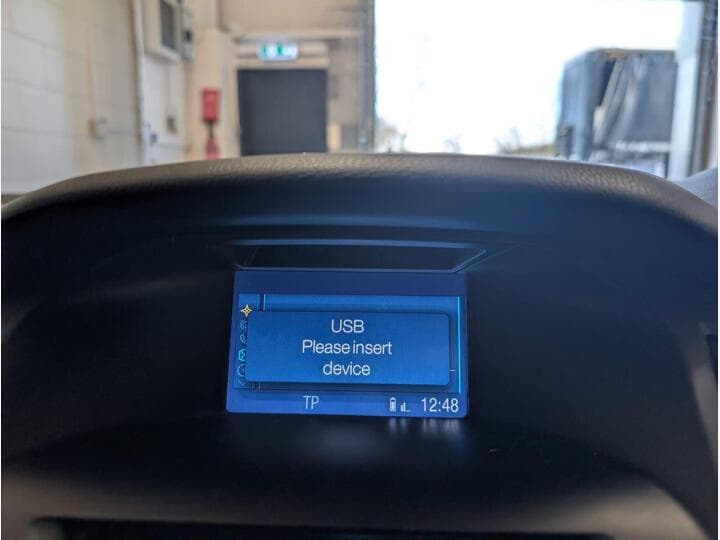 USB
Please insert
device
TP 12:48